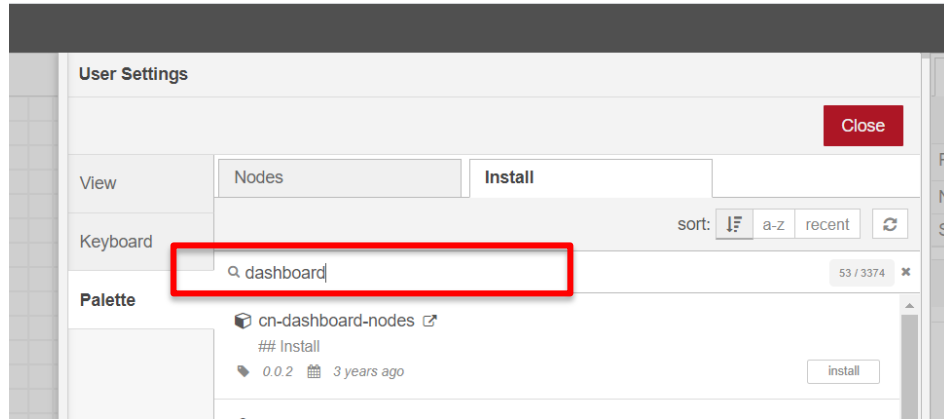 User Settings
Close
View
Nodes
Install
Keyboard
sort:
a-z
recent
dashboard
53 / 3374
Palette
cn-dashboard-nodes
## Install
0.0.2
3 years ago
install